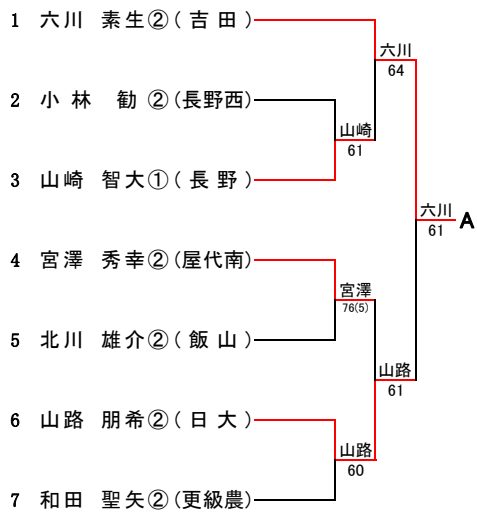 1 六川 素生②(吉田)
六川
64
2 小林 勧②(長野西)
山崎
61
3 山崎 智大①(長野)
六川
61
A
4 宮澤 秀幸②(屋代南)
宮澤
76(5)
5 北川 雄介②(飯山)
山路
61
6 山路 朋希②(日大)
山路
60
7 和田 聖矢②(更級農)